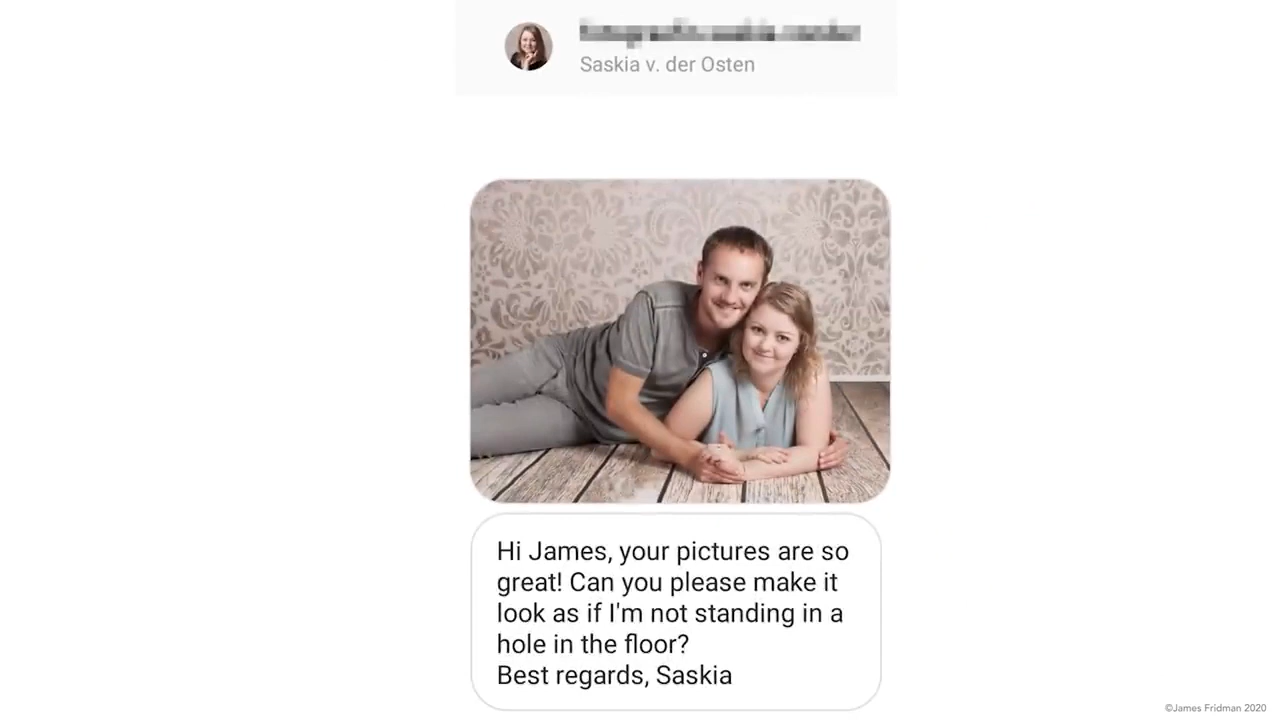 Saskia v. der Osten
Hi James, your pictures are so
great! Can you please make it
look as if I'm not standing in a
hole in the floor?
Best regards, Saskia
©James Fridman 2020